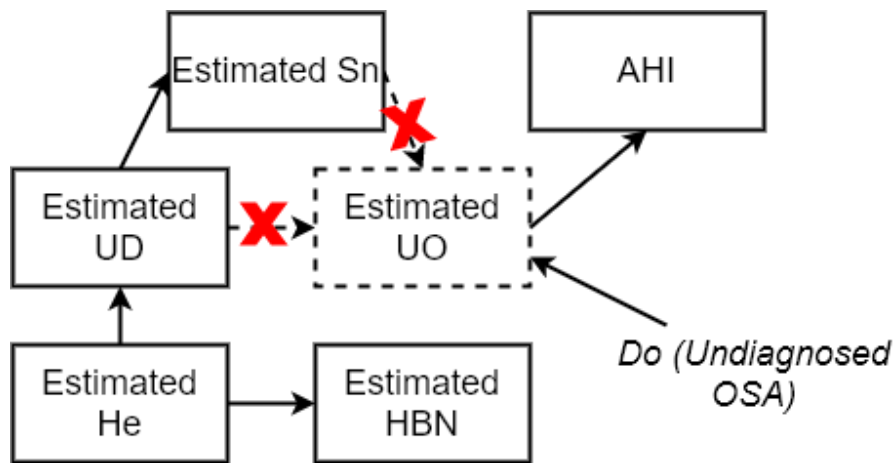 Estimated Sn
AHI
Estimated
UD
Estimated
UO
Estimated
He
Estimated
HBN
Do (Undiagnosed
OSA)